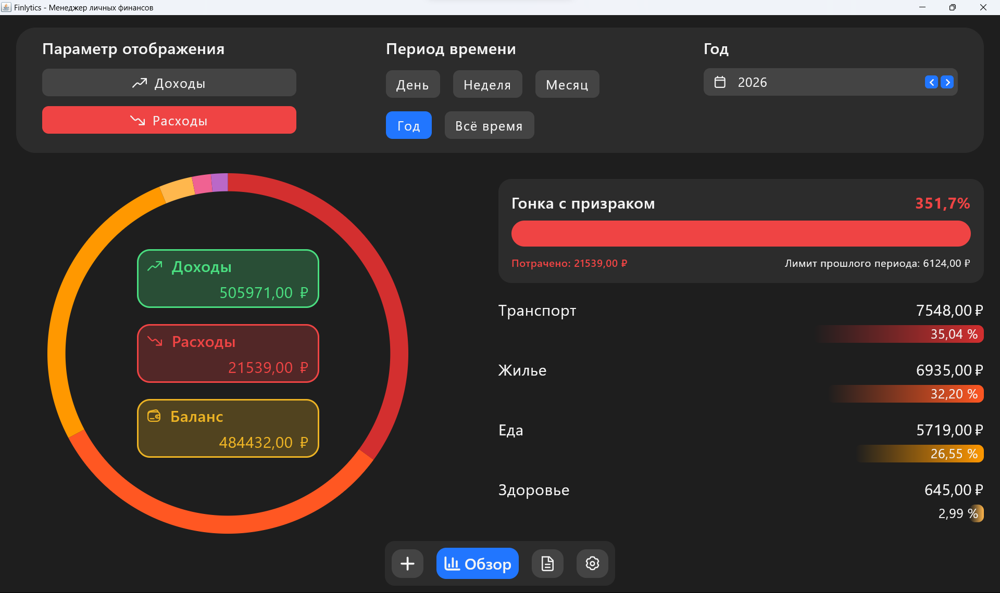 Finlytics - Менеджер личных финансов
Параметр отображения
Доходы
Расходы
Период времени
День Неделя Месяц
Год Всё время
Год
2026
Доходы
505971,00 ₽
Расходы
21539,00 ₽
Баланс
484432,00 ₽
Гонка с призраком 351,7%
Потрачено: 21539,00 ₽ Лимит прошлого периода: 6124,00 ₽
Транспорт 7548,00 ₽
35,04 %
Жилье 6935,00 ₽
32,20 %
Еда 5719,00 ₽
26,55 %
Здоровье 645,00 ₽
2,99 %
Обзор